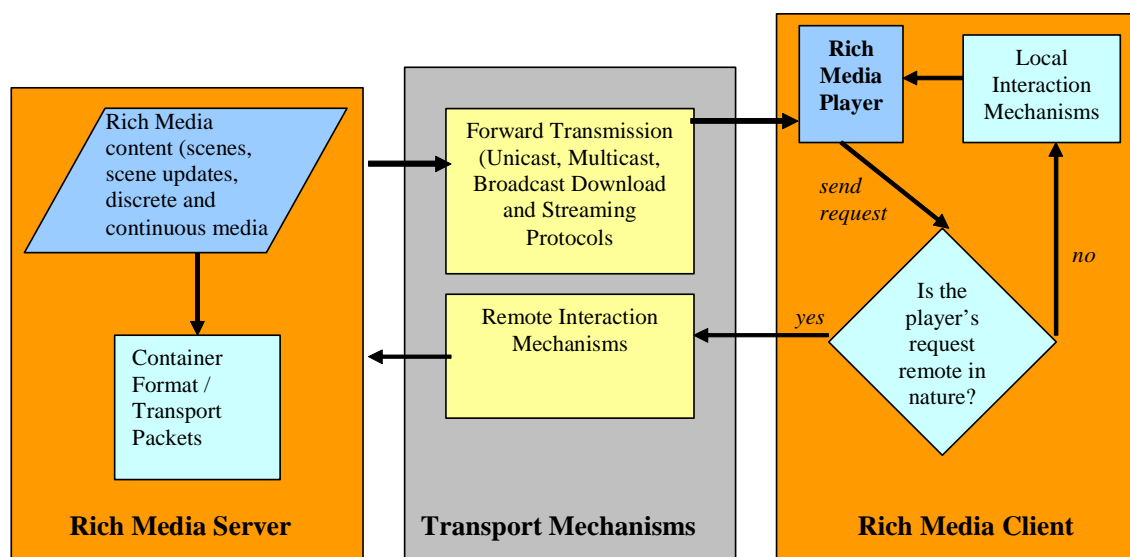 Rich Media
content (scenes,
scene updates,
discrete and
continuous media
Container
Format /
Transport
Packets
Rich Media Server
Forward Transmission
(Unicast, Multicast,
Broadcast Download
and Streaming
Protocols
Remote Interaction
Mechanisms
Transport Mechanisms
Rich
Media
Player
Local
Interaction
Mechanisms
send
request
no
yes
Is the
player’s
request
remote in
nature?
Rich Media Client